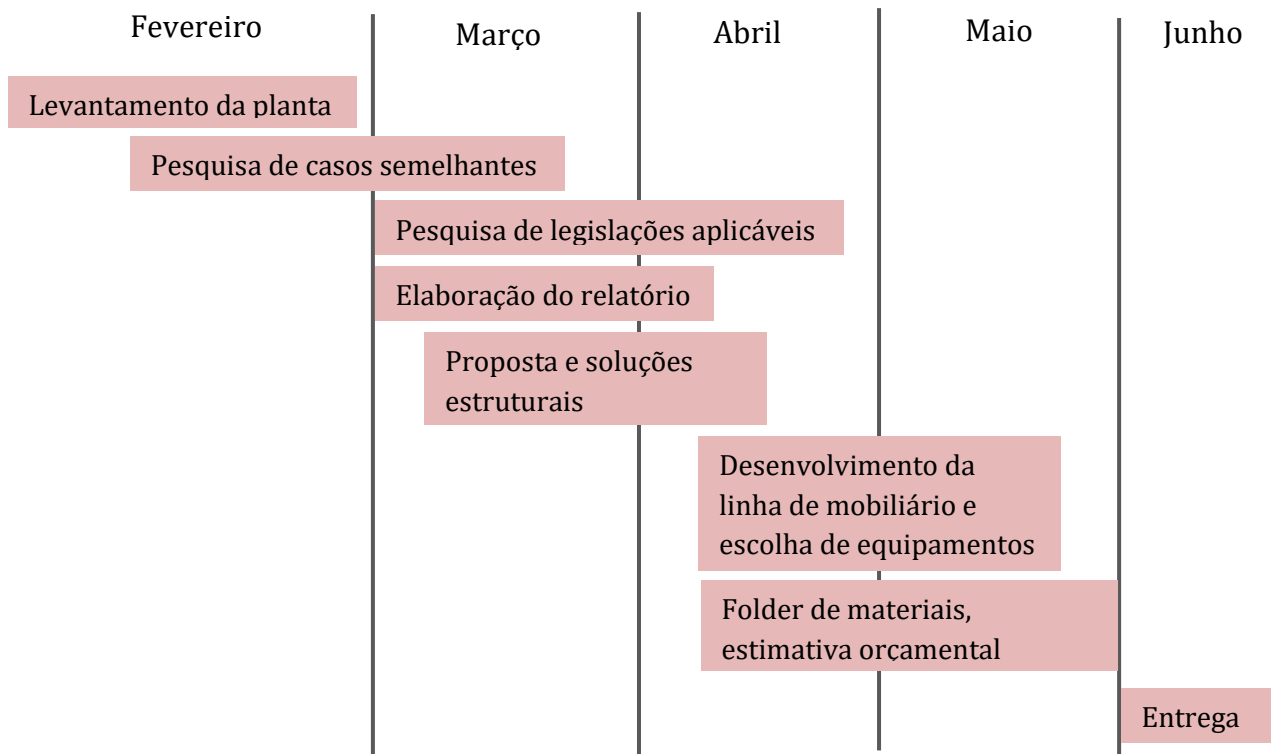 Fevereiro
Março
Abril
Maio
Junho
Levantamento da planta
Pesquisa de casos semelhantes
Pesquisa de legislações aplicáveis
Elaboração do relatório
Proposta e soluções
estruturais
Desenvolvimento da
linha de mobiliário e
escolha de equipamentos
Folder de materiais,
estimativa orçamental
Entrega